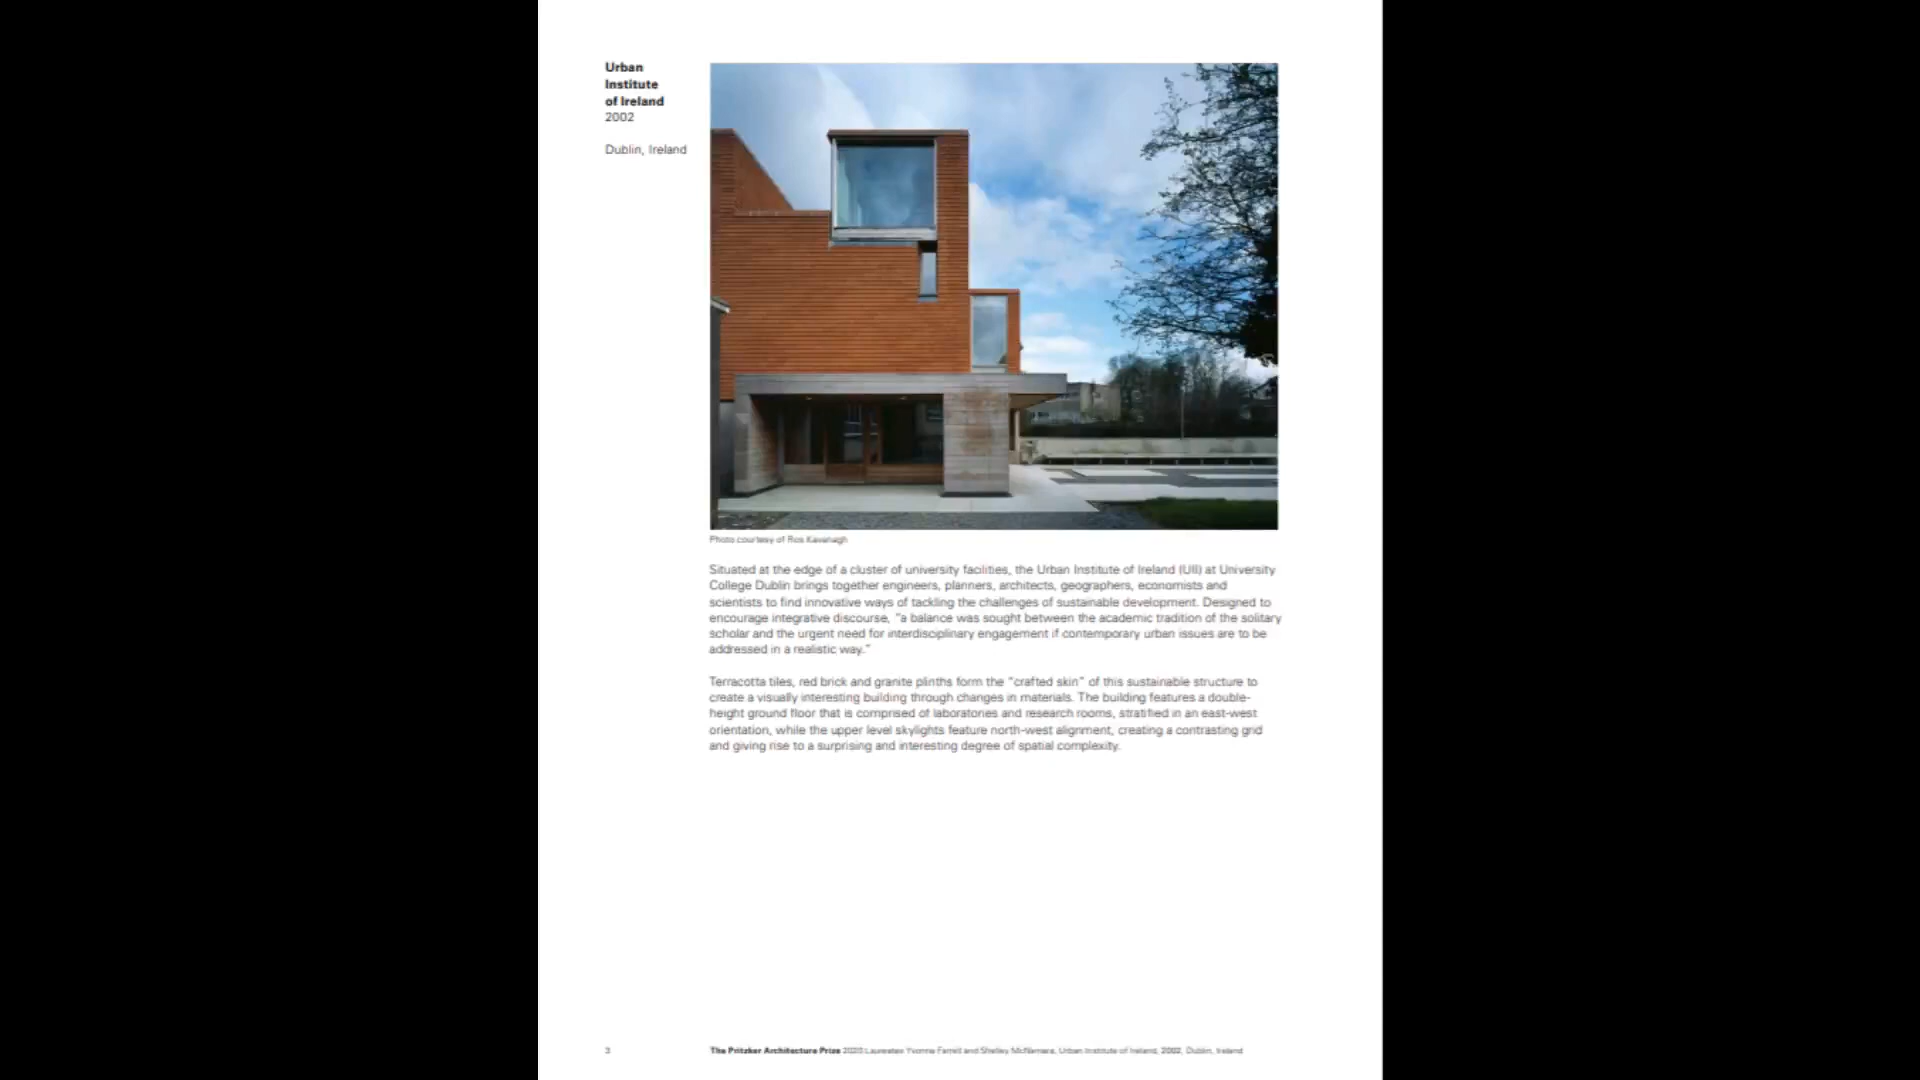 Urban
Institute
of Ireland
2002
Dublin, Ireland
Photo courtesy of Ros Kavanagh
Situated at the edge of a cluster of university facilities, the Urban Institute of Ireland (UII) at University
College Dublin brings together engineers, planners, architects, geographers, economists and
scientists to find innovative ways of tackling the challenges of sustainable development. Designed to
encourage integrative discourse, “a balance was sought between the academic tradition of the solitary
scholar and the urgent need for interdisciplinary engagement if contemporary urban issues are to be
addressed in a realistic way.”
Terracotta tiles, red brick and granite plinths form the “crafted skin” of this sustainable structure to
create a visually interesting building through changes in materials. The building features a double-
height ground floor that is comprised of laboratories and research rooms, stratified in an east-west
orientation, while the upper level skylights feature north-west alignment, creating a contrasting grid
and giving rise to a surprising and interesting degree of spatial complexity.
3
The Pritzker Architecture Prize 2020 Laureates Yvonne Farrell and Shelley McNamara, Urban Institute of Ireland, 2002, Dublin, Ireland